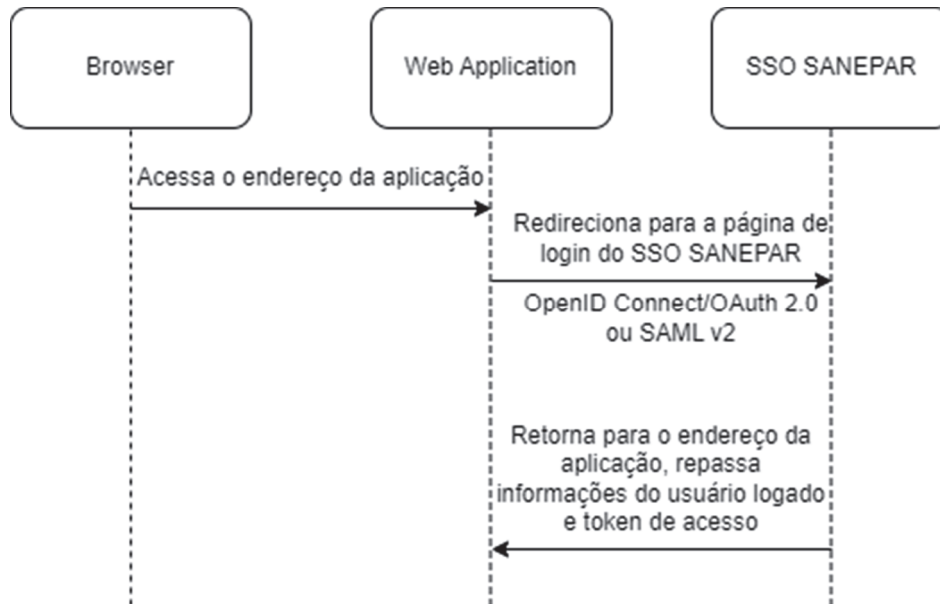 Browser
Web Application
SSO SANEPAR
Acessa o endereço da aplicação
Redireciona para a página de
login do SSO SANEPAR
OpenID Connect/OAuth 2.0
ou SAML v2
Retorna para o endereço da
aplicação, repassa
informações do usuário logado
e token de acesso